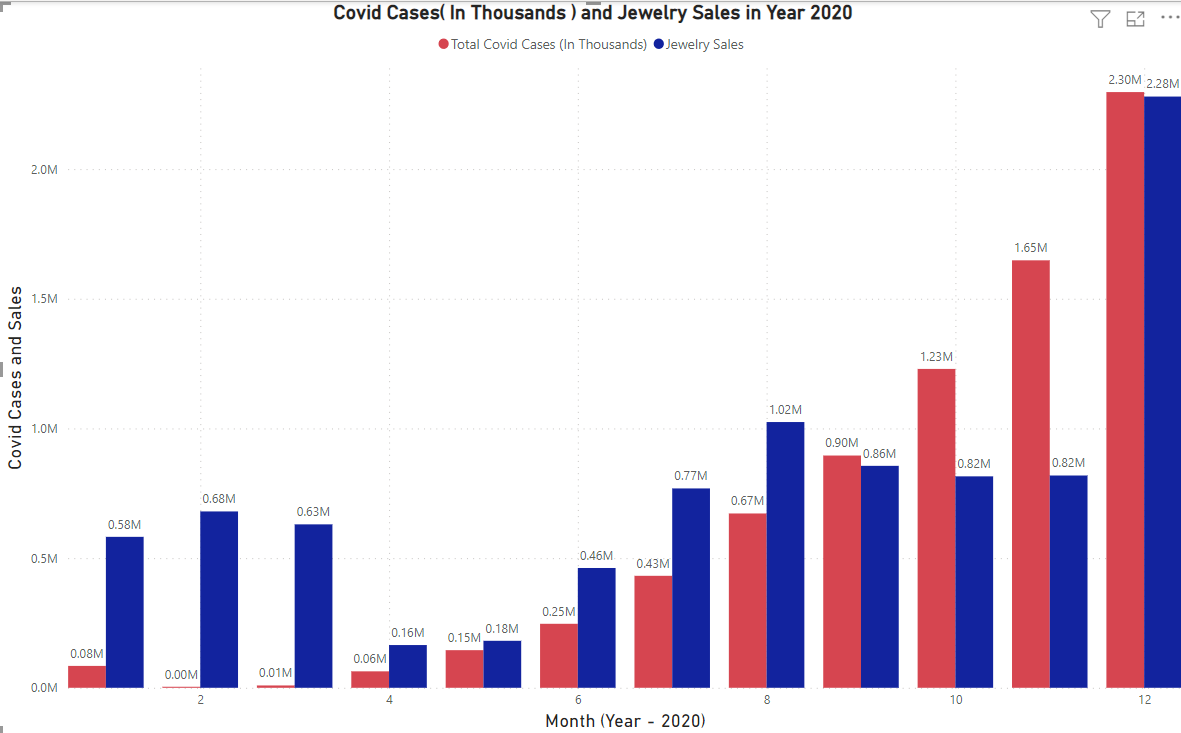 Covid Cases( In Thousands ) and Jewelry Sales in Year 2020
Total Covid Cases (In Thousands) Jewelry Sales
Covid Cases and Sales
2.0M
1.5M
1.0M
0.5M
0.0M
0.08M 0.58M
0.00M 0.68M
0.01M 0.63M
0.06M 0.16M
0.15M 0.18M
0.25M 0.46M
0.43M 0.77M
0.67M 1.02M
0.90M 0.86M
1.23M 0.82M
1.65M 0.82M
2.30M 2.28M
2 4 6 8 10 12
Month (Year - 2020)